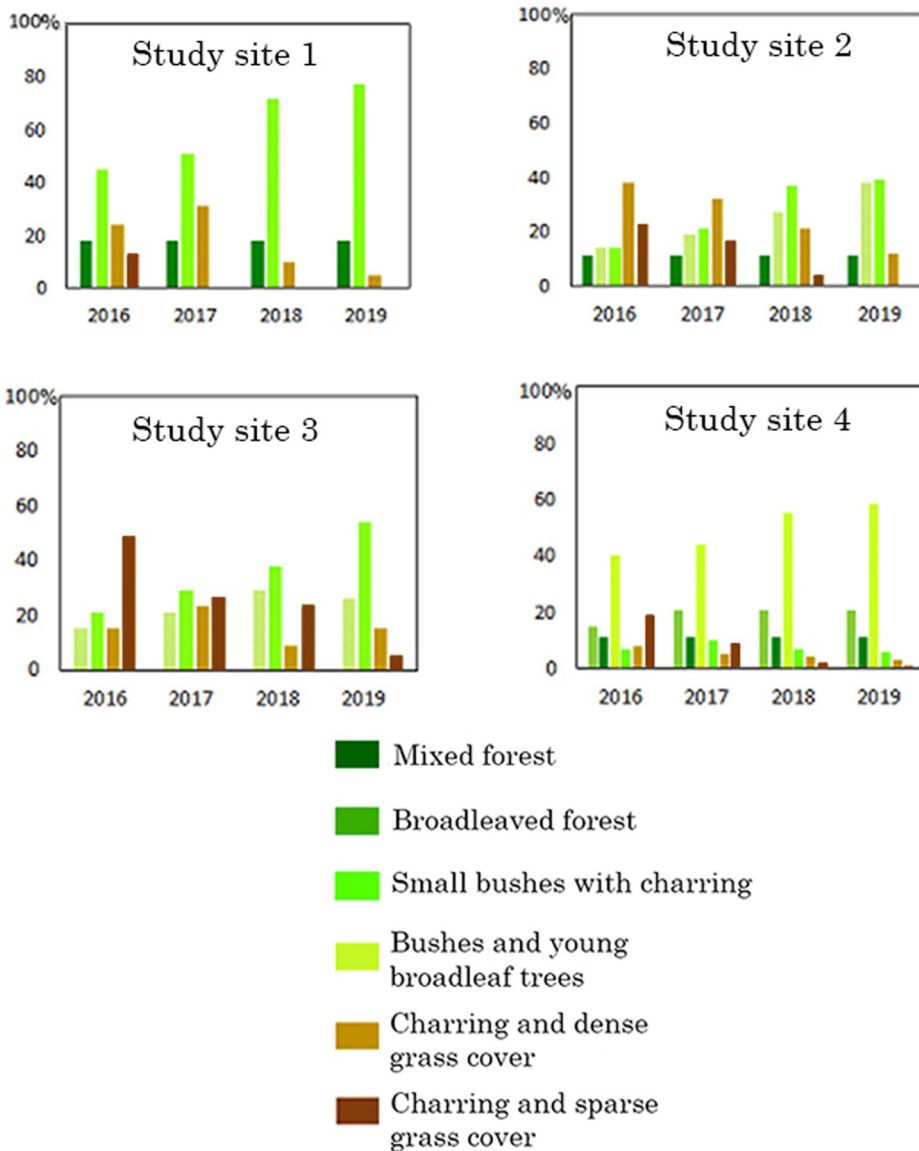 100%
Study site 1
80
60
40
20
0
2016 2017 2018 2019
100%
Study site 2
80
60
40
20
0
2016 2017 2018 2019
100%
Study site 3
80
60
40
20
0
2016 2017 2018 2019
100%
Study site 4
80
60
40
20
0
2016 2017 2018 2019
Mixed forest
Broadleaved forest
Small bushes with charring
Bushes and young
broadleaf trees
Charring and dense
grass cover
Charring and sparse
grass cover